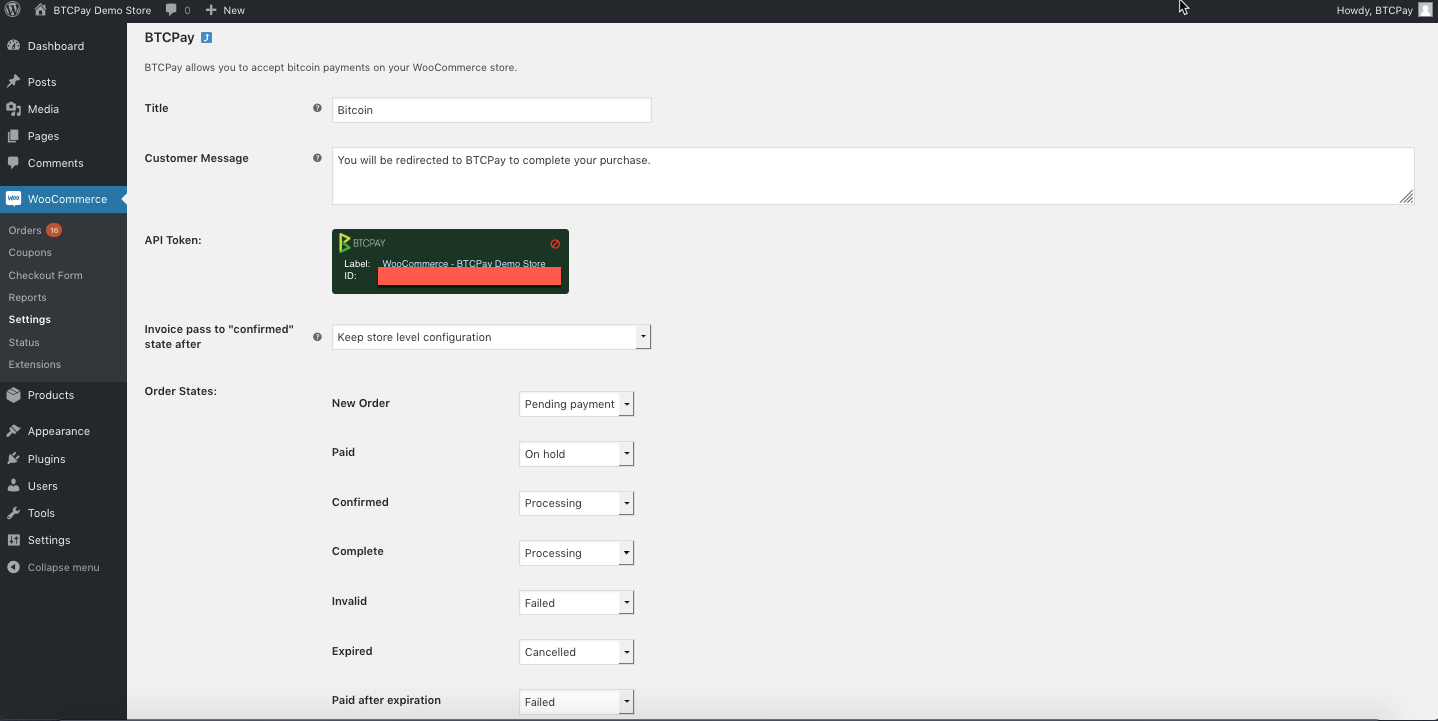 BTCPay Demo Store 0 New Howdy, BTCPay
Dashboard
Posts
Media
Pages
Comments
Woo WooCommerce
Orders 16
Coupons
Checkout Form
Reports
Settings
Status
Extensions
Products
Appearance
Plugins
Users
Tools
Settings
Collapse menu
BTCPay
BTCPay allows you to accept bitcoin payments on your WooCommerce store.
Title Bitcoin
Customer Message You will be redirected to BTCPay to complete your purchase.
API Token:
BTCPAY
Label: WooCommerce - BTCPay Demo Store
ID:
Invoice pass to "confirmed"
state after
Keep store level configuration
Order States:
New Order Pending payment
Paid On hold
Confirmed Processing
Complete Processing
Invalid Failed
Expired Cancelled
Paid after expiration Failed